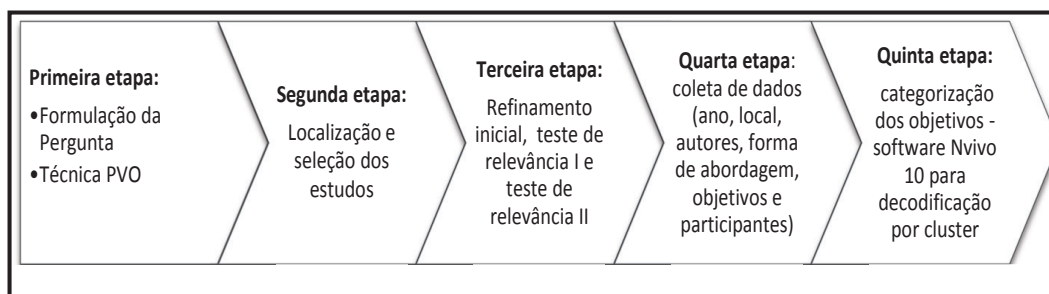 Primeira etapa:
•Formulação da
Pergunta
•Técnica PVO
Segunda etapa:
Localização e
seleção dos
estudos
Terceira etapa:
Refinamento
inicial, teste de
relevância I e
teste de
relevância II
Quarta etapa:
coleta de dados
(ano, local,
autores, forma
de abordagem,
objetivos e
participantes)
Quinta etapa:
categorização
dos objetivos -
software Nvivo
10 para
decodificação
por cluster